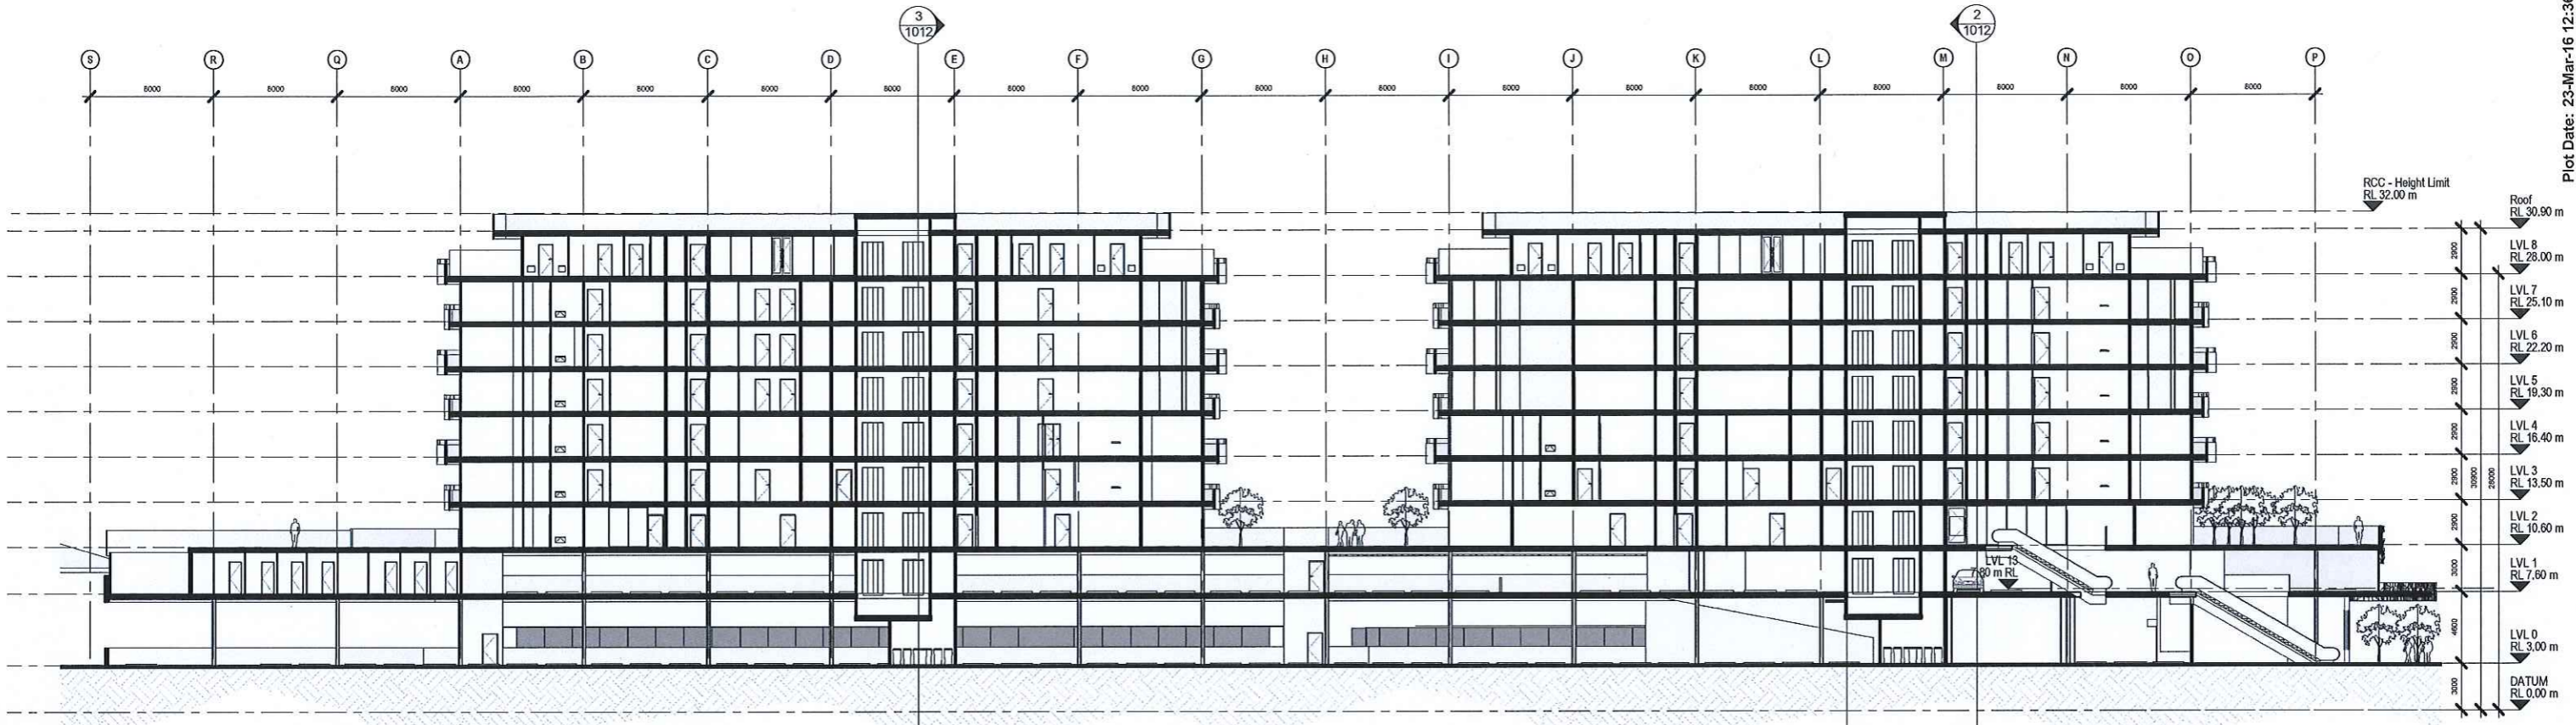 Plot Date: 23-Mar-16 12:36
3
1012
2
1012
S R Q A B C D E F G H I J K L M N O P
8000 8000 8000 8000 8000 8000 8000 8000 8000 8000 8000 8000 8000 8000 8000 8000 8000 8000
RCC - Height Limit
RL 32.00 m
Roof
RL 30.90 m
2900
LVL 8
RL 28.00 m
2900
LVL 7
RL 25.10 m
2900
LVL 6
RL 22.20 m
2900
LVL 5
RL 19.30 m
2900
LVL 4
RL 16.40 m
2900
LVL 3
RL 13.50 m
2900
LVL 2
RL 10.60 m
3000
LVL 1
RL 7.60 m
4600
LVL 0
RL 3.00 m
3000
DATUM
RL 0.00 m
30900
28000
LVL 13
7.80 m RL